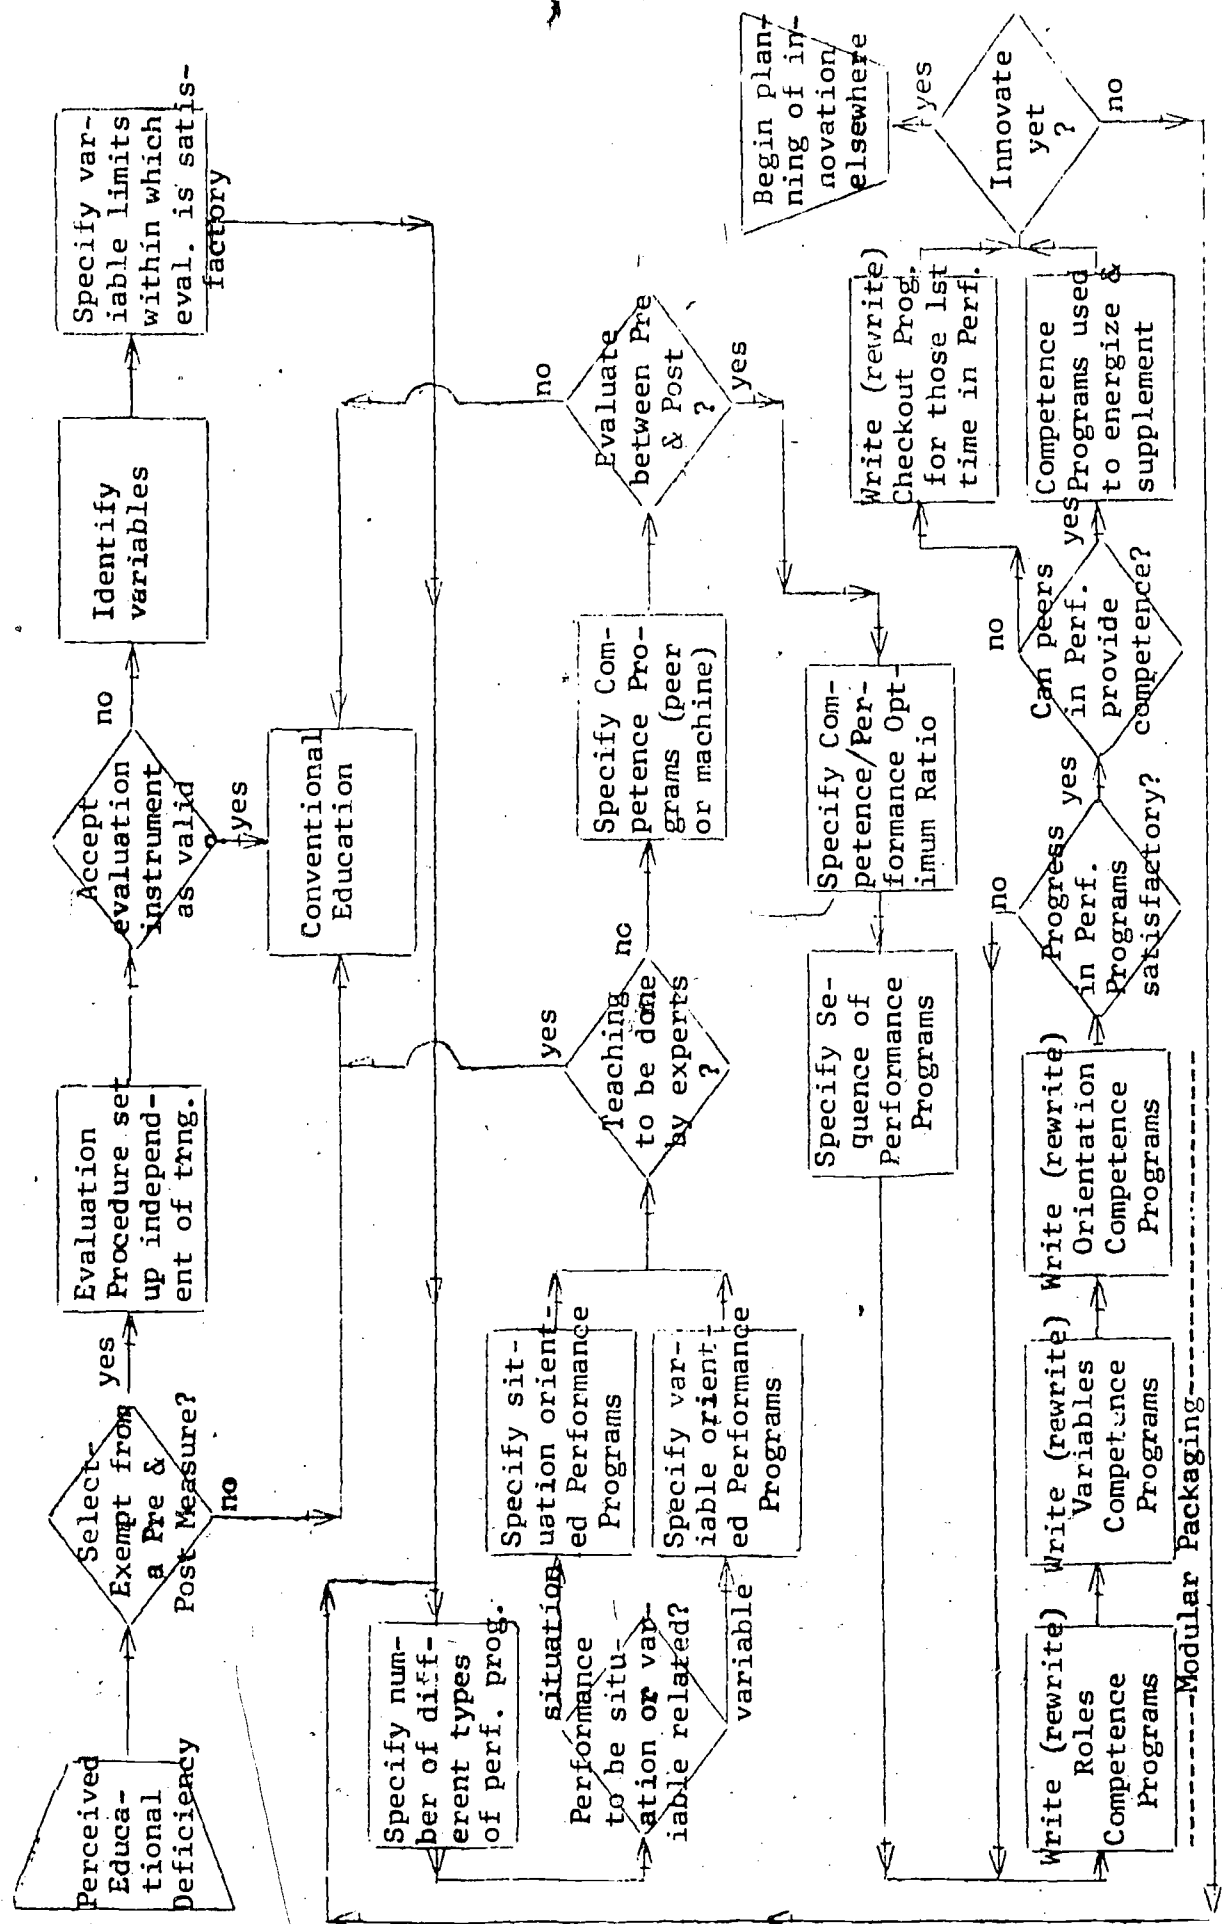 Perceived
Educa-
tional
Deficiency
Select-
Exempt from
a Pre &
Post Measure?
yes
no
Evaluation
Procedure set
up independ-
ent of trng.
Accept
evaluation
instrument
as valid
?
no
yes
Identify
variables
Specify var-
iable limits
within which
eval. is satis-
factory
Conventional
Education
Specify num-
ber of diff-
erent types
of perf. prog.
Performance
to be situ-
ation or var-
iable related?
situation
variable
Specify sit-
uation orient-
ed Performance
Programs
Specify var-
iable orient-
ed Performance
Programs
Teaching
to be done
by experts
?
yes
no
Specify Com-
petence Pro-
grams (peer
or machine)
Evaluate
between Pre
& Post
?
no
yes
Specify Com-
petence/Per-
formance Opt-
imum Ratio
Specify Se-
quence of
Performance
Programs
Write (rewrite)
Roles
Competence
Programs
Write (rewrite)
Variables
Competence
Programs
Write (rewrite)
Orientation
Competence
Programs
--------Modular Packaging--------------------
Progress
in Perf.
Programs
satisfactory?
no
yes
Can peers
in Perf.
provide
competence?
no
yes
Write (rewrite)
Checkout Prog.
for those 1st
time in Perf.
Competence
Programs used
to energize &
supplement
Innovate
yet
?
yes
no
Begin plan-
ning of in-
novation
elsewhere